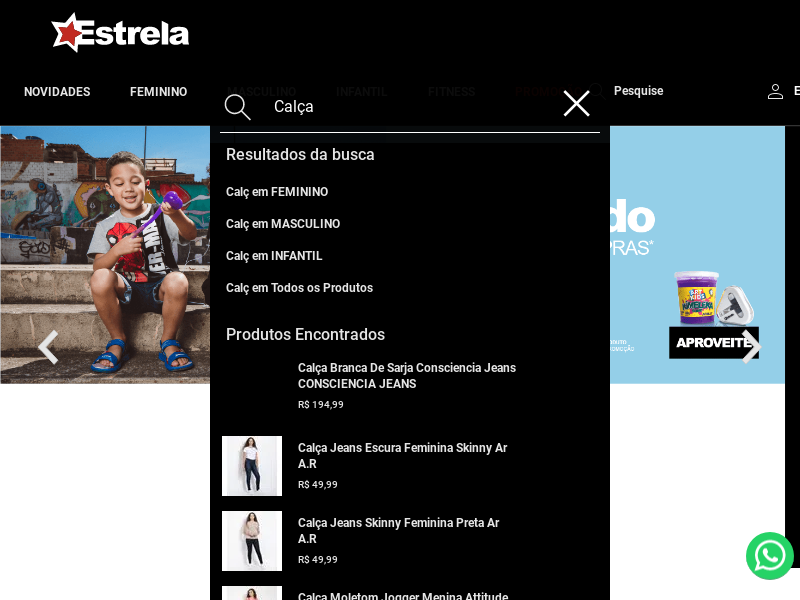 Estrela
NOVIDADES
FEMININO
MASCULINO
INFANTIL
FITNESS
Pesquise
E
Calça
Resultados da busca
Calç em FEMININO
Calç em MASCULINO
Calç em INFANTIL
Calç em Todos os Produtos
Produtos Encontrados
Calça Branca De Sarja Consciencia Jeans
CONSCIENCIA JEANS
R$ 194,99
Calça Jeans Escura Feminina Skinny Ar
A.R
R$ 49,99
Calça Jeans Skinny Feminina Preta Ar
A.R
R$ 49,99
Calça Moletom Jogger Menina Attitude
do
PRAS*
APROVEITE